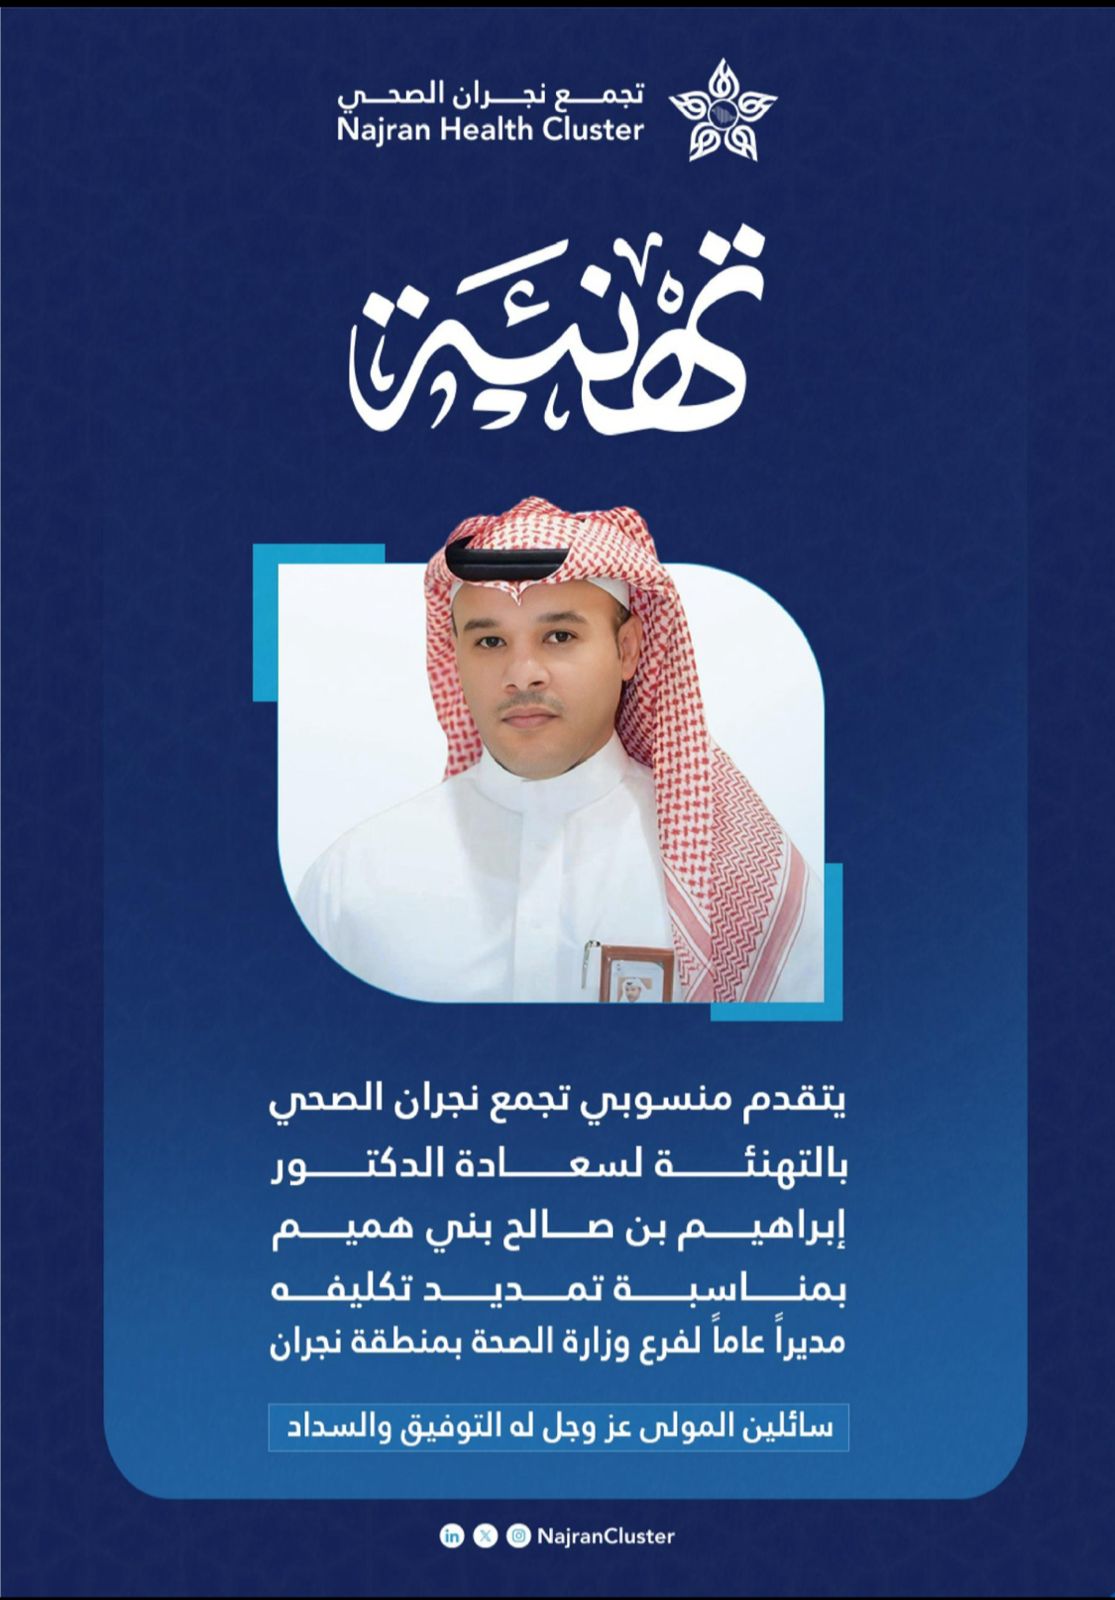 تجمع نجران الصحي
Najran Health Cluster
تهنئة
يتقدم منسوبي تجمع نجران الصحي
بالتهنئة لسعادة الدكتور
إبراهيم بن صالح بني هميم
بمناسبة تمديد تكليفه
مديراً عاماً لفرع وزارة الصحة بمنطقة نجران
سائلين المولى عز وجل له التوفيق والسداد
NajranCluster